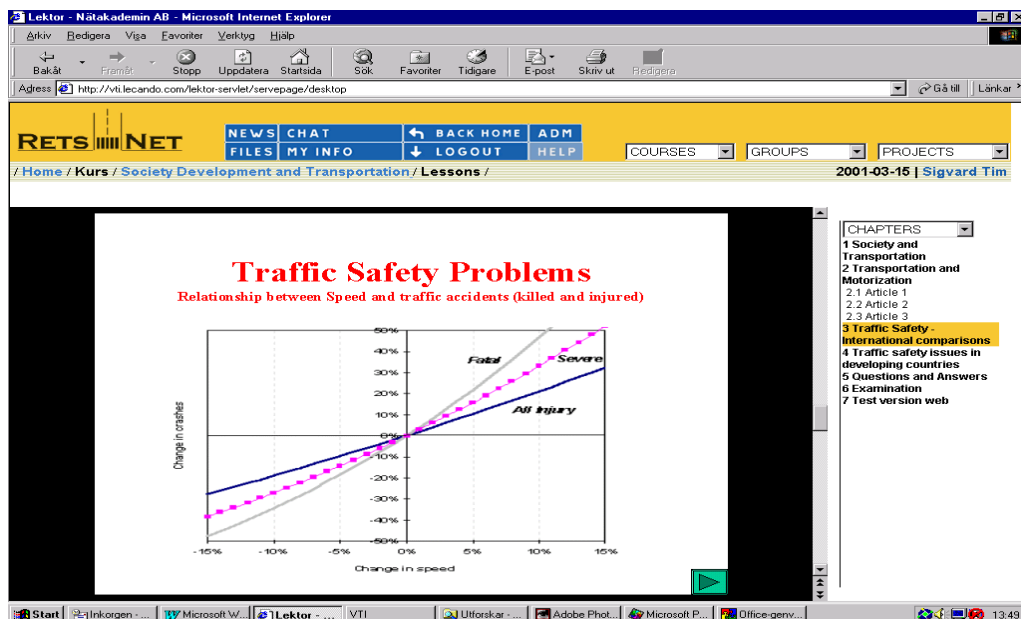 Lektor - Nätakademin AB - Microsoft Internet Explorer
Arkiv Redigera Visa Favoriter Verktyg Hjälp
Bakåt Framåt Stopp Uppdatera Startsida Sök Favoriter Tidigare E-post Skriv ut Redigera
Adress http://vti.lecando.com/lektor-servlet/servepage/desktop Gå till Länkar »
RETS NET
NEWS CHAT BACK HOME ADM
FILES MY INFO LOGOUT HELP
COURSES GROUPS PROJECTS
/ Home / Kurs / Society Development and Transportation / Lessons / 2001-03-15 | Sigvard Tim
Traffic Safety Problems
Relationship between Speed and traffic accidents (killed and injured)
50%
40%
30%
20%
10%
0%
-10%
-20%
-30%
-40%
-50%
Fatal
Severe
All Injury
Change in crashes
-15% -10% -5% 0% 5% 10% 15%
Change in speed
CHAPTERS
1 Society and
Transportation
2 Transportation and
Motorization
2.1 Article 1
2.2 Article 2
2.3 Article 3
3 Traffic Safety -
International comparisons
4 Traffic safety issues in
developing countries
5 Questions and Answers
6 Examination
7 Test version web
Start Inkorgen - ... Microsoft W... Lektor - ... VTI Utforskar - ... Adobe Phot... Microsoft P... Office-genv... 13:49